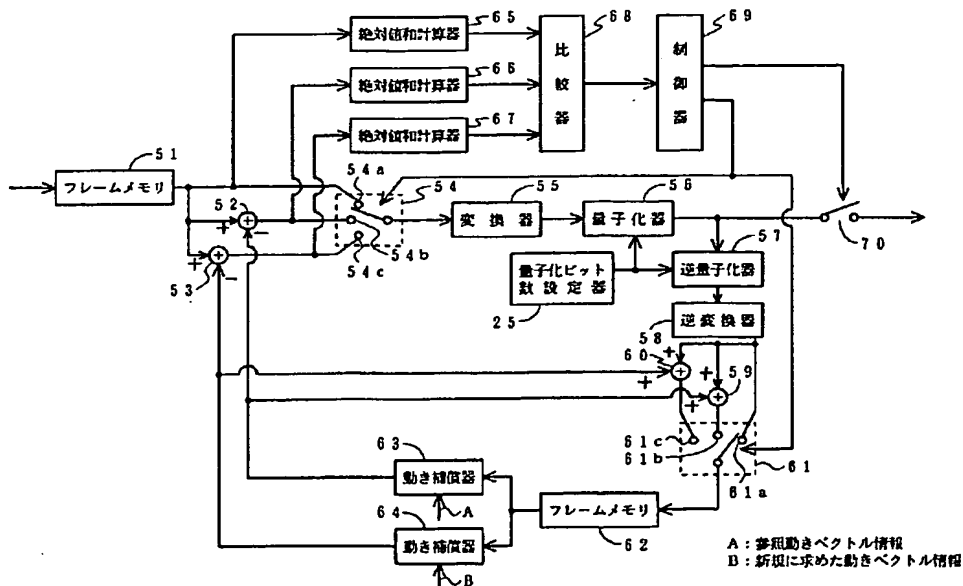 65
絶対値和計算器
68
69
66
絶対値和計算器
比較器
制御器
67
絶対値和計算器
51
フレームメモリ
54a
54
55
56
52
+
-
変換器
量子化器
70
53
+
-
54c
54b
57
量子化ビット
数設定器
逆量子化器
25
58
逆変換器
60
+
+
59
+
+
61c
61b
61a
61
63
動き補償器
A
64
動き補償器
B
フレームメモリ
62
A：参照動きベクトル情報
B：新規に求めた動きベクトル情報